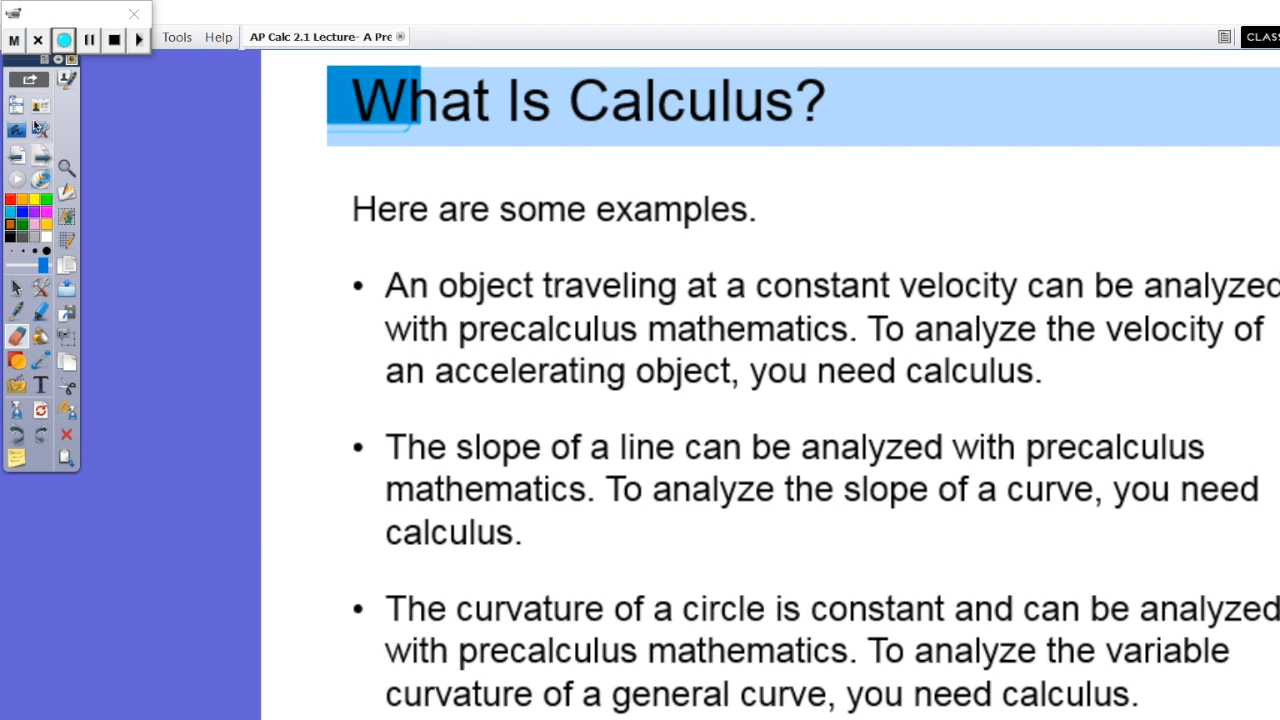 M
Tools Help AP Calc 2.1 Lecture- A Pre CLASS
T
What Is Calculus?
Here are some examples.
• An object traveling at a constant velocity can be analyzed
with precalculus mathematics. To analyze the velocity of
an accelerating object, you need calculus.
• The slope of a line can be analyzed with precalculus
mathematics. To analyze the slope of a curve, you need
calculus.
• The curvature of a circle is constant and can be analyzed
with precalculus mathematics. To analyze the variable
curvature of a general curve, you need calculus.